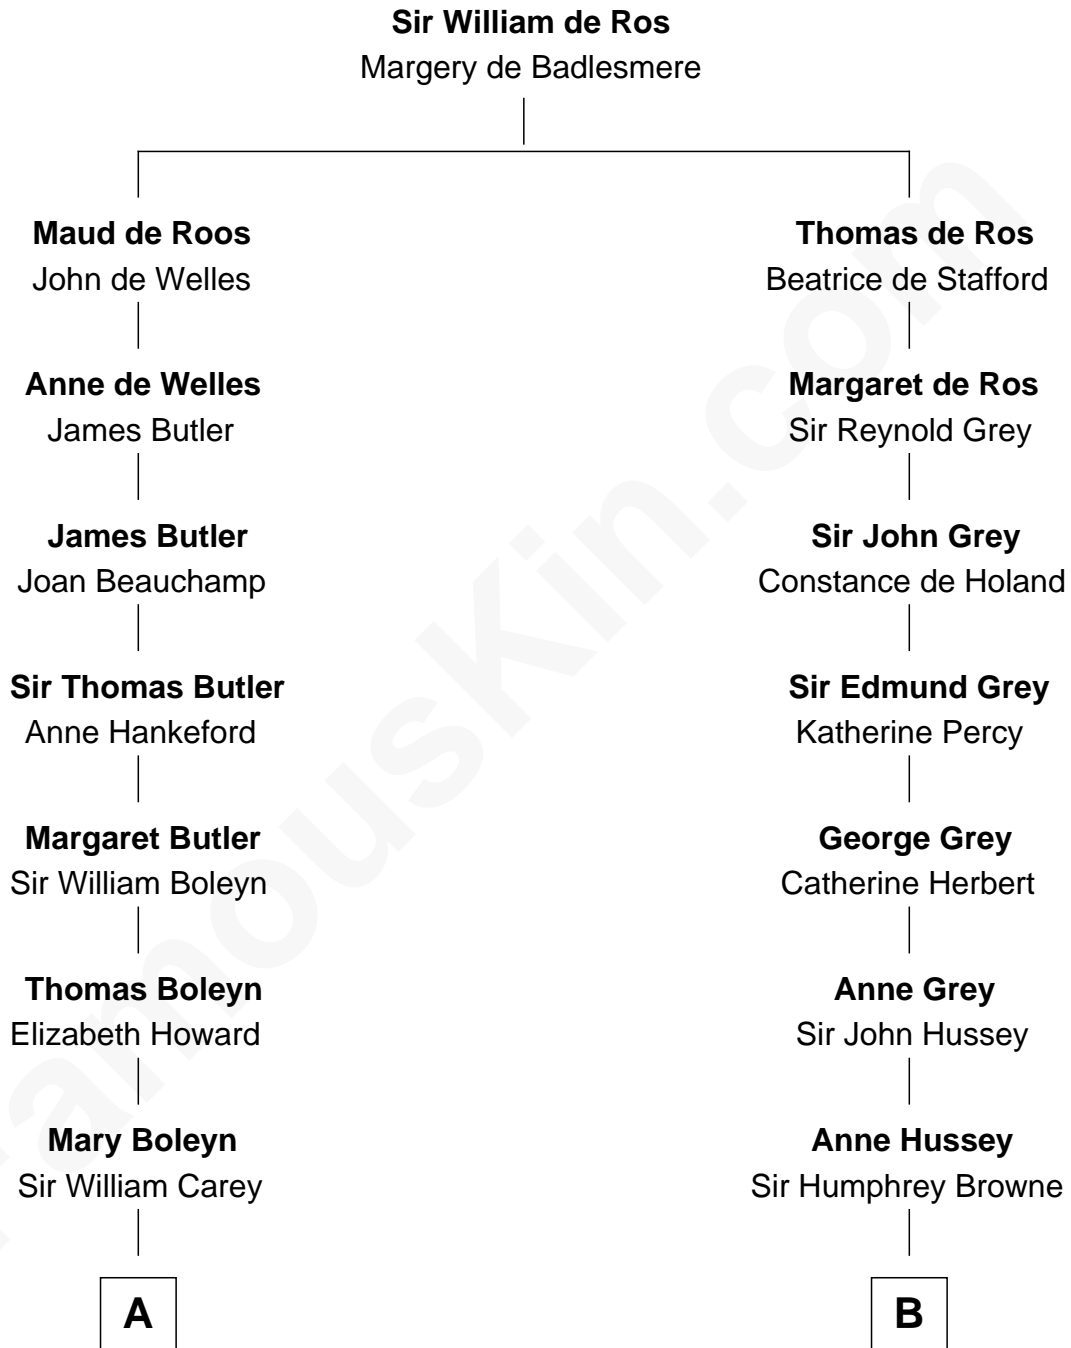 Sir William de Ros
Margery de Badlesmere
Maud de Roos
John de Welles
Thomas de Ros
Beatrice de Stafford
Anne de Welles
James Butler
Margaret de Ros
Sir Reynold Grey
James Butler
Joan Beauchamp
Sir John Grey
Constance de Holand
Sir Thomas Butler
Anne Hankeford
Sir Edmund Grey
Katherine Percy
Margaret Butler
Sir William Boleyn
George Grey
Catherine Herbert
Thomas Boleyn
Elizabeth Howard
Anne Grey
Sir John Hussey
Mary Boleyn
Sir William Carey
Anne Hussey
Sir Humphrey Browne
A
B
FamousKin.com